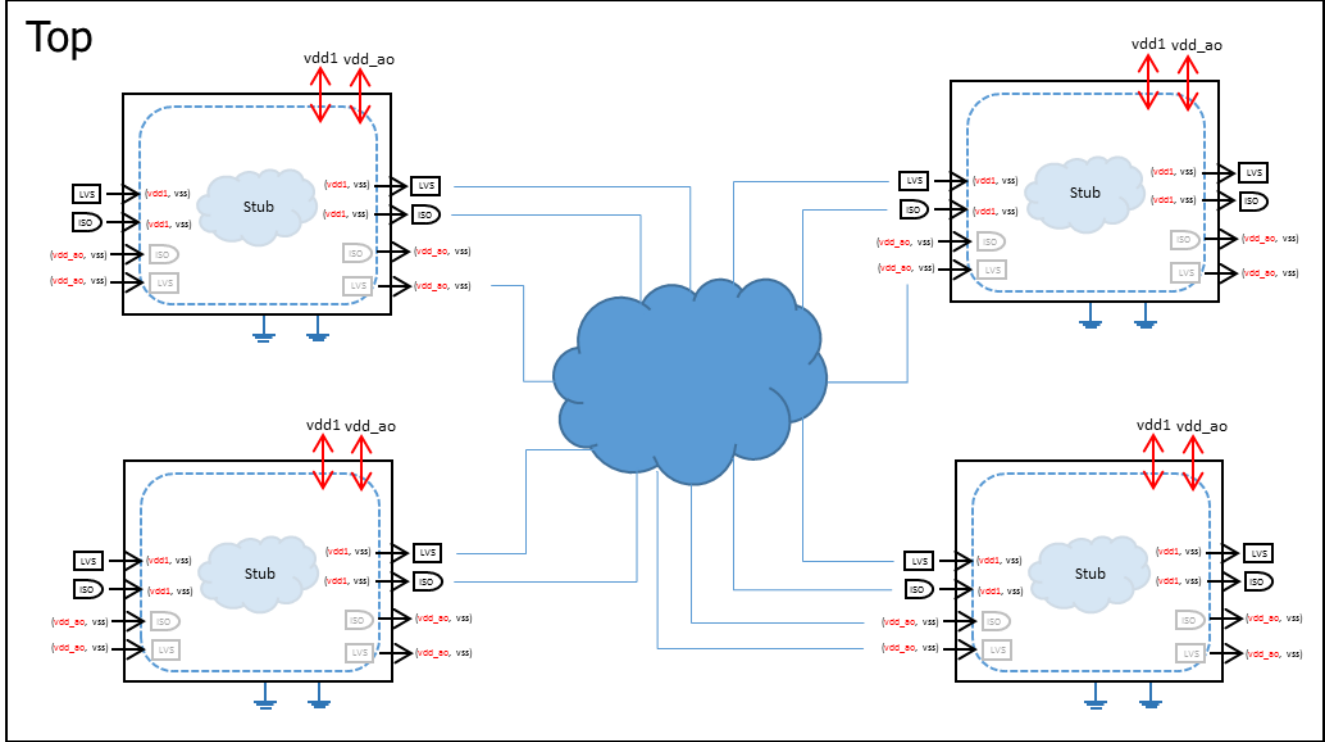 Top
vdd1 vdd_ao
LVS
(vdd1, vss)
ISO
(vdd1, vss)
(vdd_ao, vss)
ISO
(vdd_ao, vss)
LVS
Stub
(vdd1, vss)
LVS
(vdd1, vss)
ISO
ISO
(vdd_ao, vss)
LVS
(vdd_ao, vss)
vdd1 vdd_ao
LVS
(vdd1, vss)
ISO
(vdd1, vss)
(vdd_ao, vss)
ISO
(vdd_ao, vss)
LVS
Stub
(vdd1, vss)
LVS
(vdd1, vss)
ISO
ISO
(vdd_ao, vss)
LVS
(vdd_ao, vss)
vdd1 vdd_ao
LVS
(vdd1, vss)
ISO
(vdd1, vss)
(vdd_ao, vss)
ISO
(vdd_ao, vss)
LVS
Stub
(vdd1, vss)
LVS
(vdd1, vss)
ISO
ISO
(vdd_ao, vss)
LVS
(vdd_ao, vss)
vdd1 vdd_ao
LVS
(vdd1, vss)
ISO
(vdd1, vss)
(vdd_ao, vss)
ISO
(vdd_ao, vss)
LVS
Stub
(vdd1, vss)
LVS
(vdd1, vss)
ISO
ISO
(vdd_ao, vss)
LVS
(vdd_ao, vss)